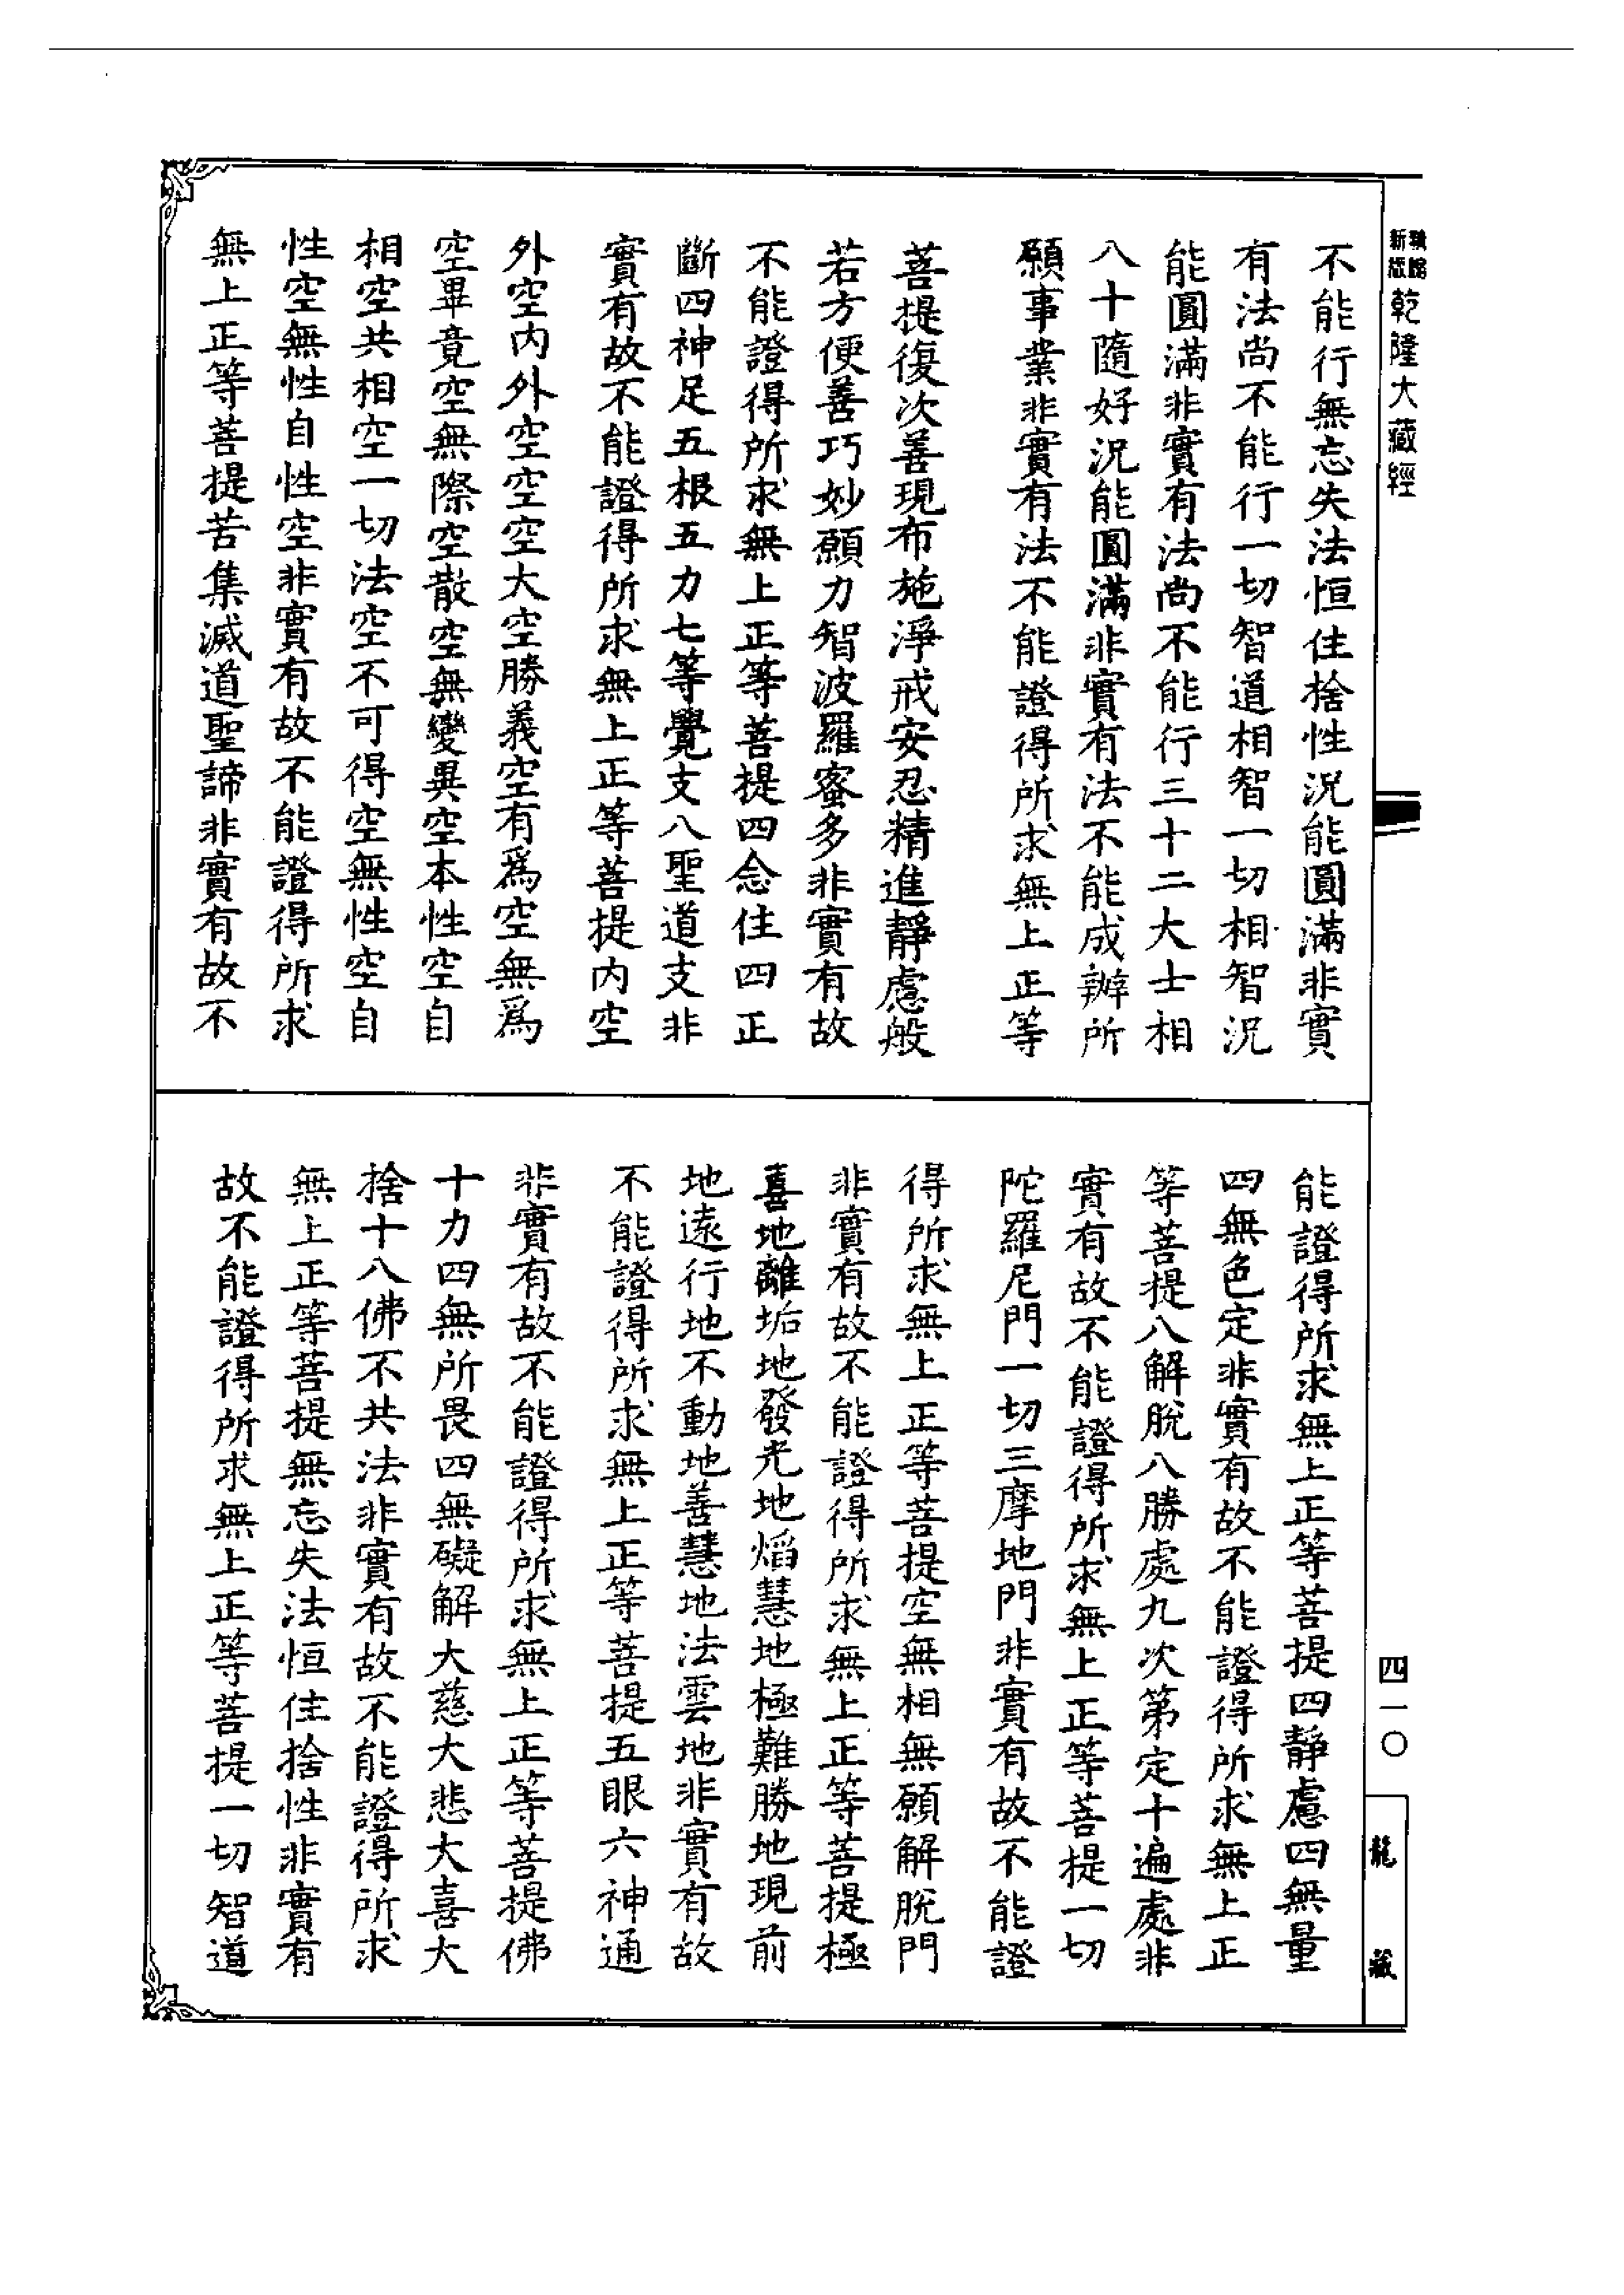 新版
乾隆大藏經
不能行無忘失法恒住捨性況能圓滿非實
有法尚不能行一切智道相智一切相智況
能圓滿非實有法尚不能行三十二大士相
八十隨好況能圓滿非實有法不能成辦所
願事業非實有法不能證得所求無上正等
菩提復次善現布施淨戒安忍精進靜慮般
若方便善巧妙願力智波羅蜜多非實有故
不能證得所求無上正等菩提四念住四正
斷四神足五根五力七等覺支八聖道支非
實有故不能證得所求無上正等菩提內空
外空內外空空空大空勝義空有為空無為
空畢竟空無際空散空無變異空本性空自
相空共相空一切法空不可得空無性空自
性空無性自性空非實有故不能證得所求
無上正等菩提苦集滅道聖諦非實有故不
能證得所求無上正等菩提四靜慮四無量
四無色定非實有故不能證得所求無上正
等菩提八解脫八勝處九次第定十遍處非
實有故不能證得所求無上正等菩提一切
陀羅尼門一切三摩地門非實有故不能證
得所求無上正等菩提空無相無願解脫門
非實有故不能證得所求無上正等菩提極
喜地離垢地發光地焰慧地極難勝地現前
地遠行地不動地善慧地法雲地非實有故
不能證得所求無上正等菩提五眼六神通
非實有故不能證得所求無上正等菩提佛
十力四無所畏四無礙解大慈大悲大喜大
捨十八佛不共法非實有故不能證得所求
無上正等菩提無忘失法恒住捨性非實有
故不能證得所求無上正等菩提一切智道
四一〇
龍藏